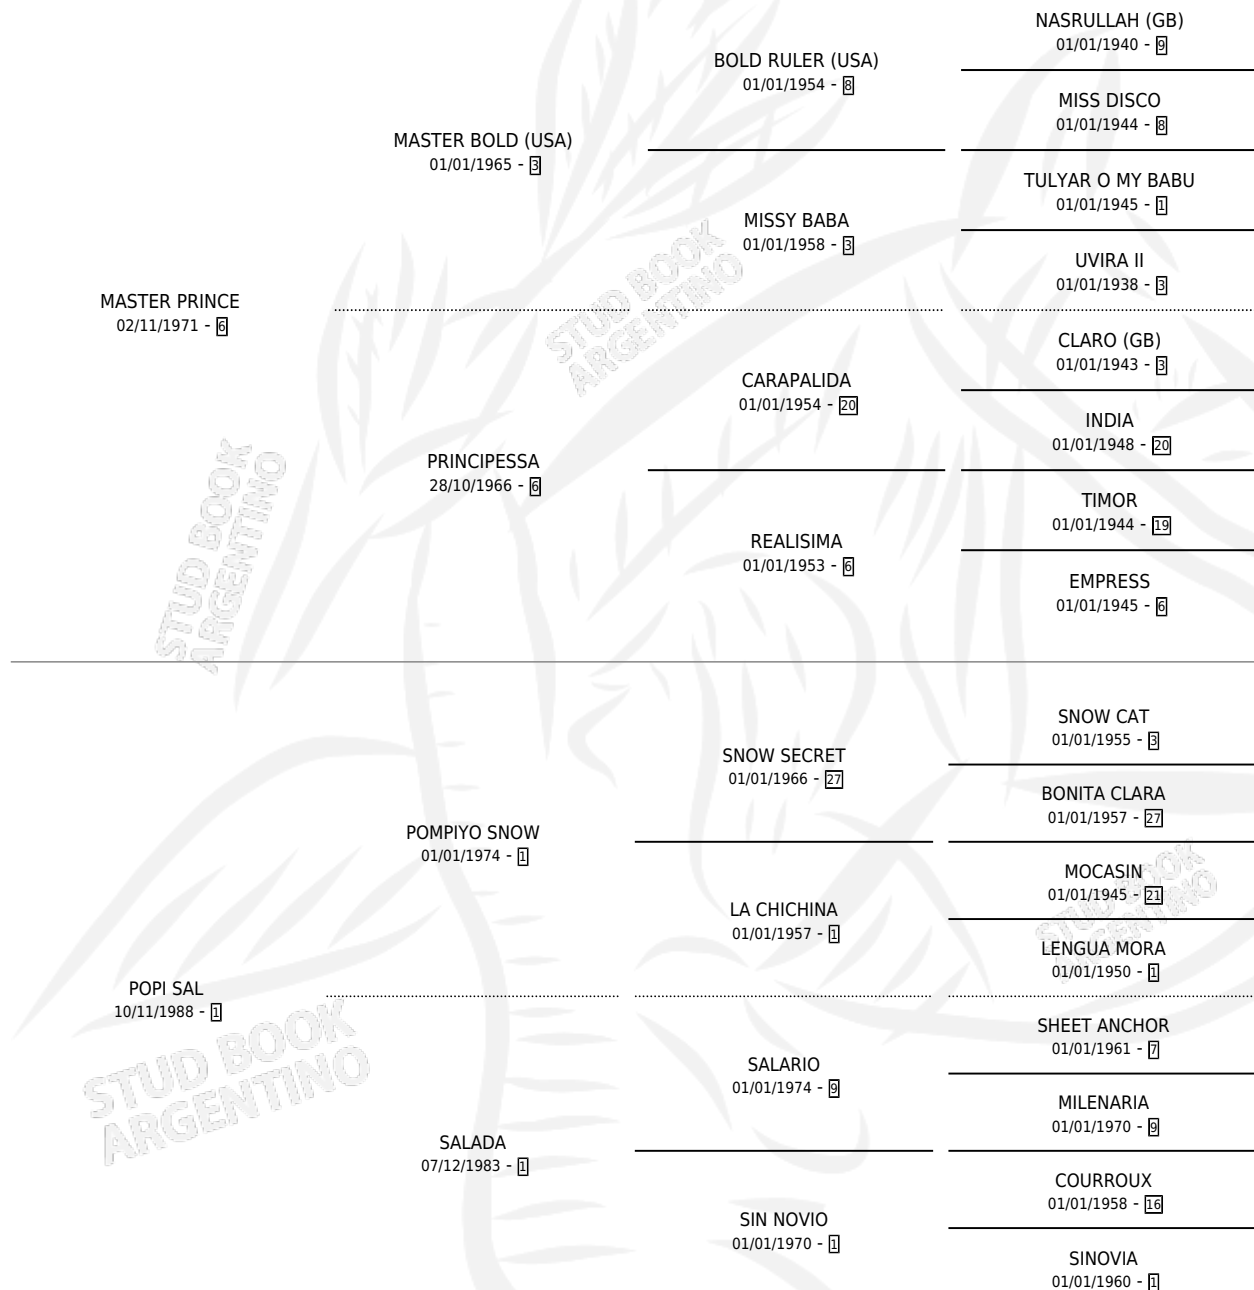 NASRULLAH (GB)
01/01/1940 - 9
BOLD RULER (USA)
01/01/1954 - 8
MISS DISCO
01/01/1944 - 8
MASTER BOLD (USA)
01/01/1965 - 3
TULYAR O MY BABU
01/01/1945 - 1
MISSY BABA
01/01/1958 - 3
UVIRA II
01/01/1938 - 3
MASTER PRINCE
02/11/1971 - 6
CLARO (GB)
01/01/1943 - 3
CARAPALIDA
01/01/1954 - 20
INDIA
01/01/1948 - 20
PRINCIPESSA
28/10/1966 - 6
TIMOR
01/01/1944 - 19
REALISIMA
01/01/1953 - 6
EMPRESS
01/01/1945 - 6
STUD BOOK
ARGENTINO
STUD BOOK
ARGENTINO
SNOW CAT
01/01/1955 - 3
SNOW SECRET
01/01/1966 - 27
BONITA CLARA
01/01/1957 - 27
POMPIYO SNOW
01/01/1974 - 1
MOCASIN
01/01/1945 - 21
LA CHICHINA
01/01/1957 - 1
LENGUA MORA
01/01/1950 - 1
POPI SAL
10/11/1988 - 1
SHEET ANCHOR
01/01/1961 - 7
SALARIO
01/01/1974 - 9
MILENARIA
01/01/1970 - 9
SALADA
07/12/1983 - 1
COURROUX
01/01/1958 - 16
SIN NOVIO
01/01/1970 - 1
SINOVIA
01/01/1960 - 1
STUD BOOK
ARGENTINO
STUD BOOK
ARGENTINO